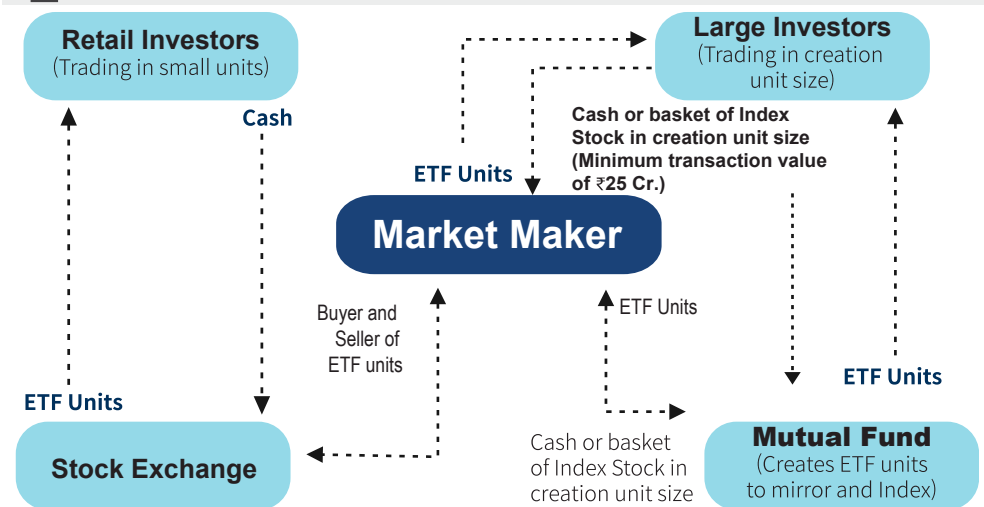 Retail Investors
(Trading in small units)
Large Investors
(Trading in creation
unit size)
Cash
Cash or basket of Index
Stock in creation unit size
(Minimum transaction value
of ₹25 Cr.)
ETF Units
Market Maker
Buyer and
Seller of
ETF units
ETF Units
ETF Units
ETF Units
Stock Exchange
Cash or basket
of Index Stock in
creation unit size
Mutual Fund
(Creates ETF units
to mirror and Index)